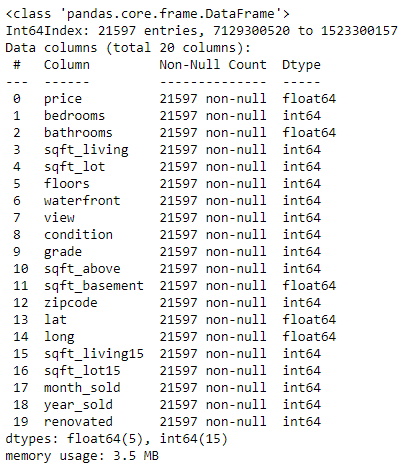 <class 'pandas.core.frame.DataFrame'>
Int64Index: 21597 entries, 7129300520 to 1523300157
Data columns (total 20 columns):
 #   Column         Non-Null Count  Dtype
---  ------         --------------  -----
 0   price          21597 non-null  float64
 1   bedrooms       21597 non-null  int64
 2   bathrooms      21597 non-null  float64
 3   sqft_living    21597 non-null  int64
 4   sqft_lot       21597 non-null  int64
 5   floors         21597 non-null  int64
 6   waterfront     21597 non-null  int64
 7   view           21597 non-null  int64
 8   condition      21597 non-null  int64
 9   grade          21597 non-null  int64
 10  sqft_above     21597 non-null  int64
 11  sqft_basement  21597 non-null  float64
 12  zipcode        21597 non-null  int64
 13  lat            21597 non-null  float64
 14  long           21597 non-null  float64
 15  sqft_living15  21597 non-null  int64
 16  sqft_lot15     21597 non-null  int64
 17  month_sold     21597 non-null  int64
 18  year_sold      21597 non-null  int64
 19  renovated      21597 non-null  int64
dtypes: float64(5), int64(15)
memory usage: 3.5 MB